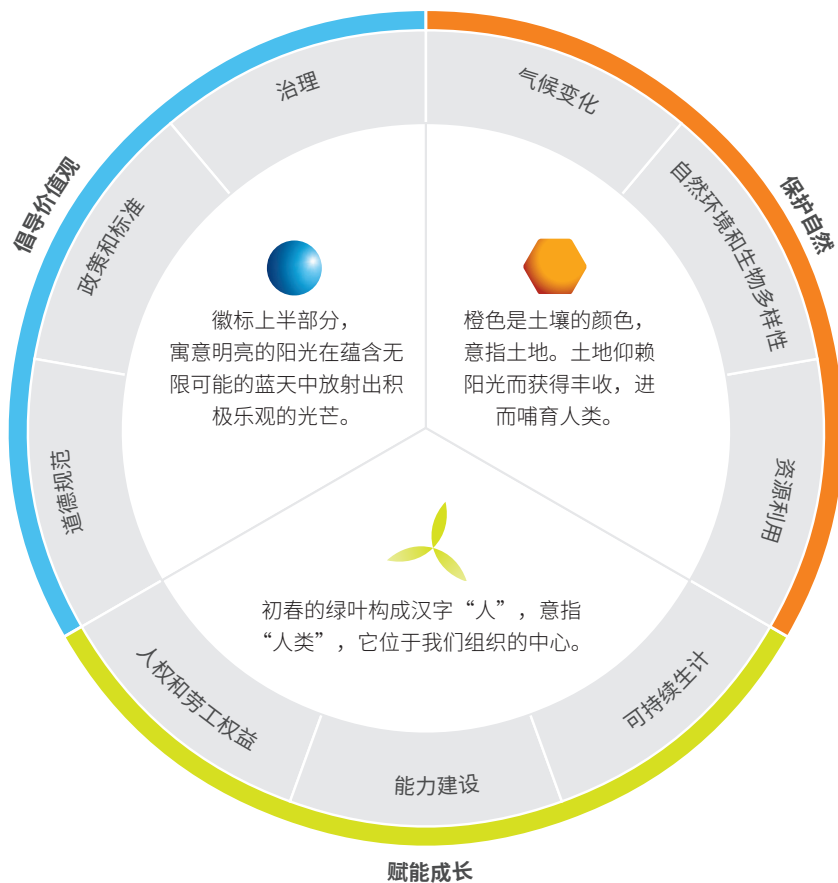 倡导价值观
治理
政策和标准
道德规范
徽标上半部分，
寓意明亮的阳光在蕴含无
限可能的蓝天中放射出积
极乐观的光芒。
保护自然
气候变化
自然环境和生物多样性
资源利用
橙色是土壤的颜色，
意指土地。土地仰赖
阳光而获得丰收，进
而哺育人类。
初春的绿叶构成汉字“人”，意指
“人类”，它位于我们组织的中心。
人权和劳工权益
能力建设
可持续生计
赋能成长